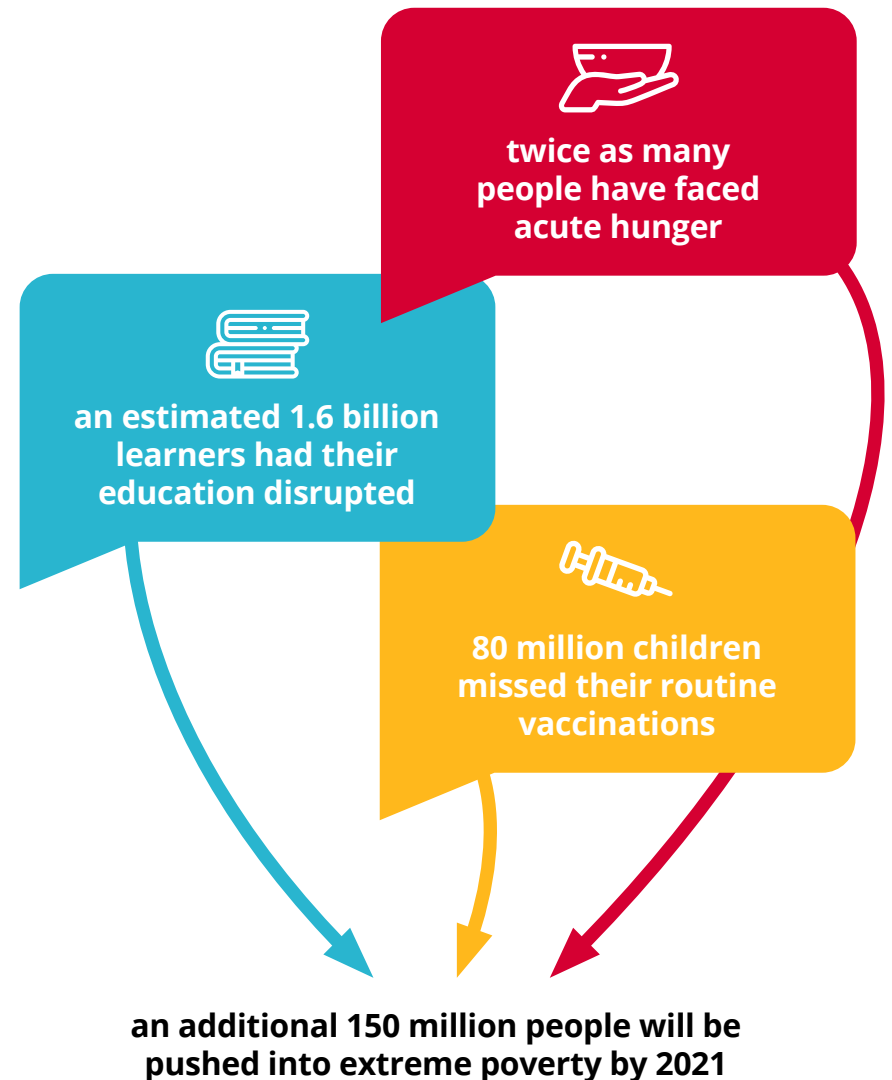 twice as many
people have faced
acute hunger
an estimated 1.6 billion
learners had their
education disrupted
80 million children
missed their routine
vaccinations
an additional 150 million people will be
pushed into extreme poverty by 2021